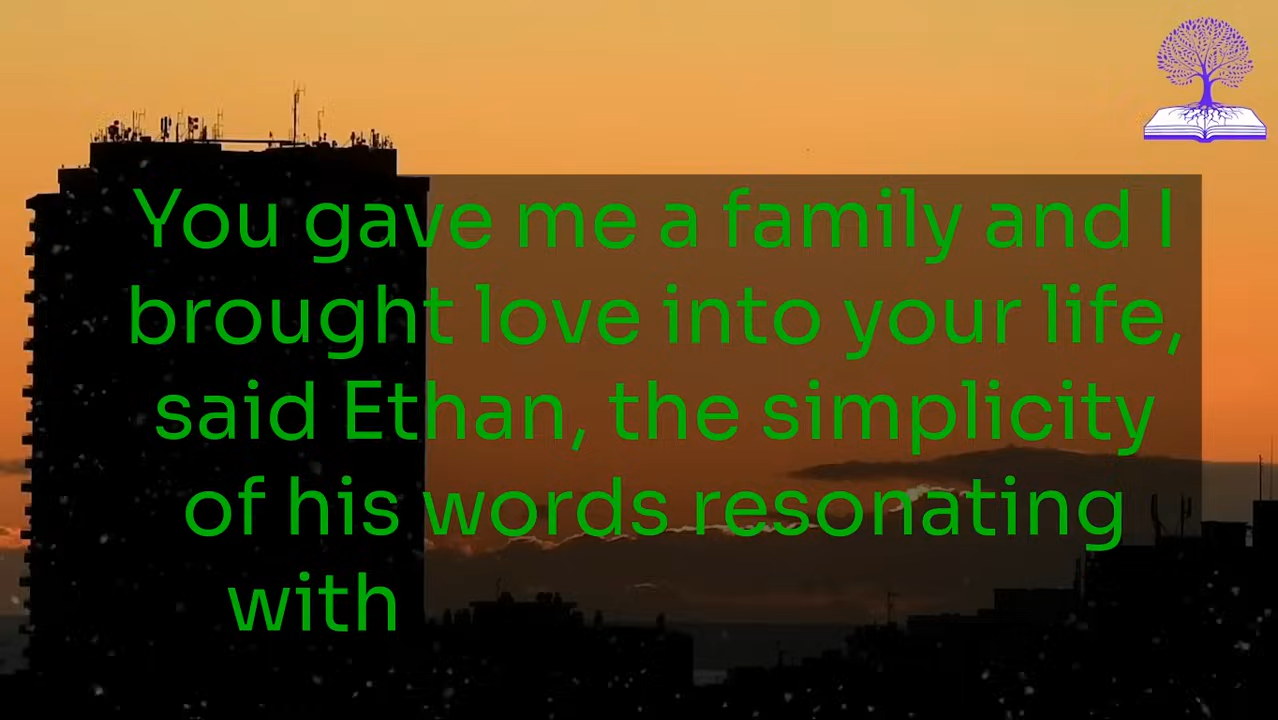 You gave me a family and I
brought love into your life,
said Ethan, the simplicity
of his words resonating
with